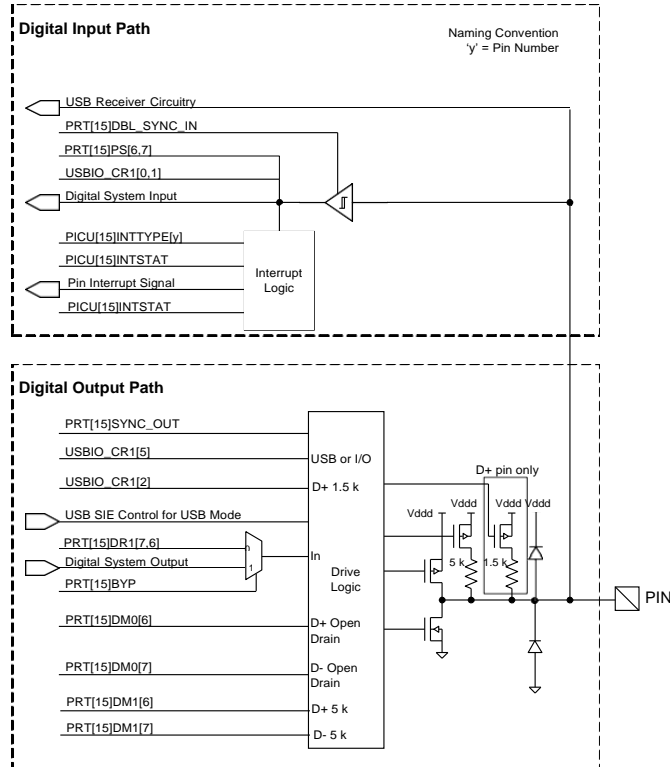 Digital Input Path
Naming Convention
'y' = Pin Number
USB Receiver Circuitry
PRT[15]DBL_SYNC_IN
PRT[15]PS[6,7]
USBIO_CR1[0,1]
Digital System Input
PICU[15]INTTYPE[y]
PICU[15]INTSTAT
Pin Interrupt Signal
PICU[15]INTSTAT
Interrupt
Logic
Digital Output Path
PRT[15]SYNC_OUT
USBIO_CR1[5]
USBIO_CR1[2]
USB SIE Control for USB Mode
PRT[15]DR1[7,6]
Digital System Output
PRT[15]BYP
PRT[15]DM0[6]
PRT[15]DM0[7]
PRT[15]DM1[6]
PRT[15]DM1[7]
1
USB or I/O
D+ 1.5 k
In
Drive
Logic
D+ Open
Drain
D- Open
Drain
D+ 5 k
D- 5 k
D+ pin only
Vddd
Vddd
Vddd
Vddd
5 k
1.5 k
PIN